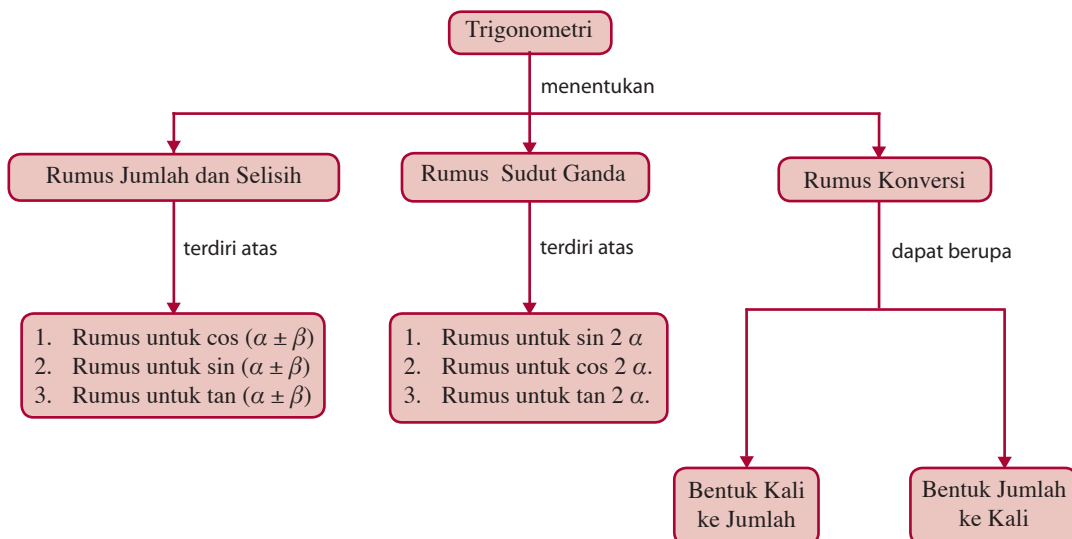 Trigonometri
menentukan
Rumus Jumlah dan Selisih
Rumus Sudut Ganda
Rumus Konversi
terdiri atas
terdiri atas
dapat berupa
1. Rumus untuk cos (α ± β)
2. Rumus untuk sin (α ± β)
3. Rumus untuk tan (α ± β)
1. Rumus untuk sin 2 α
2. Rumus untuk cos 2 α.
3. Rumus untuk tan 2 α.
Bentuk Kali
ke Jumlah
Bentuk Jumlah
ke Kali